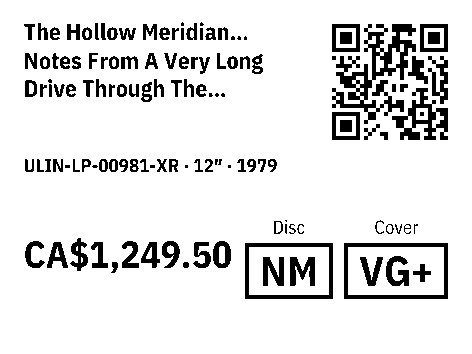 The Hollow Meridian...
Notes From A Very Long
Drive Through The...
ULIN-LP-00981-XR · 12" · 1979
Disc Cover
CA$1,249.50 NM VG+